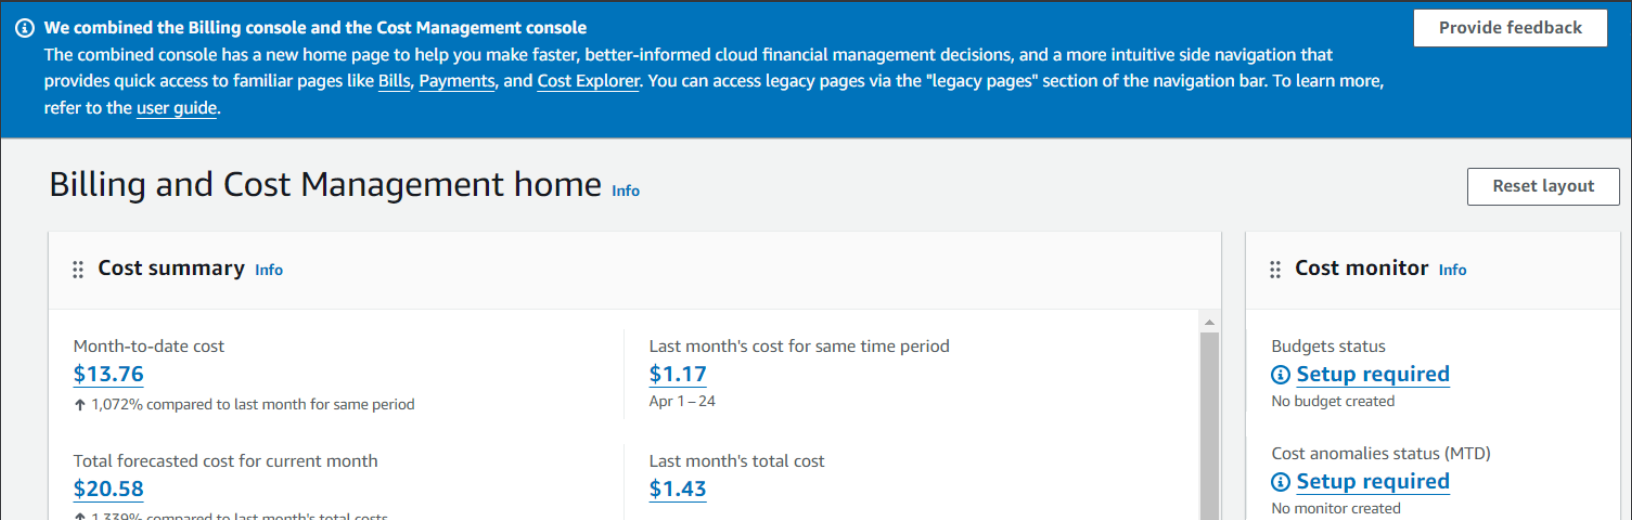 We combined the Billing console and the Cost Management console
Provide feedback
The combined console has a new home page to help you make faster, better-informed cloud financial management decisions, and a more intuitive side navigation that
provides quick access to familiar pages like Bills, Payments, and Cost Explorer. You can access legacy pages via the "legacy pages" section of the navigation bar. To learn more,
refer to the user guide.
Billing and Cost Management home Info
Reset layout
Cost summary Info
Month-to-date cost
$13.76
↑ 1,072% compared to last month for same period
Last month's cost for same time period
$1.17
Apr 1 – 24
Total forecasted cost for current month
$20.58
↑ 1,339% compared to last month's total costs
Last month's total cost
$1.43
Cost monitor Info
Budgets status
Setup required
No budget created
Cost anomalies status (MTD)
Setup required
No monitor created